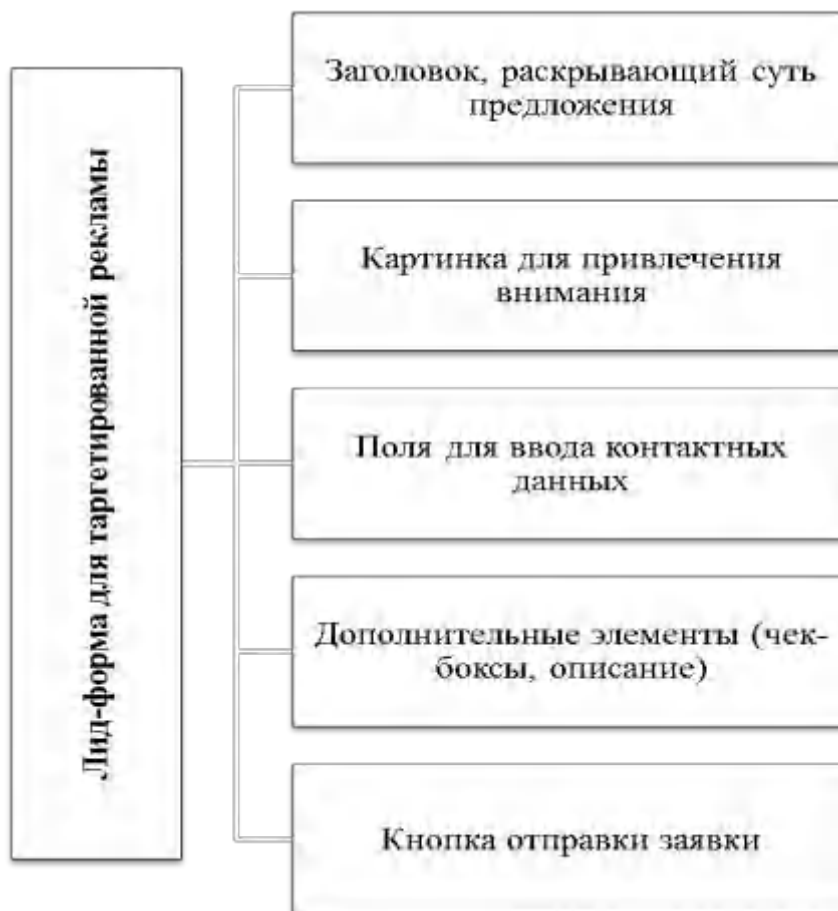 Лид-форма для таргетированной рекламы
Заголовок, раскрывающий суть
предложения
Картинка для привлечения
внимания
Поля для ввода контактных
данных
Дополнительные элементы (чек-
боксы, описание)
Кнопка отправки заявки